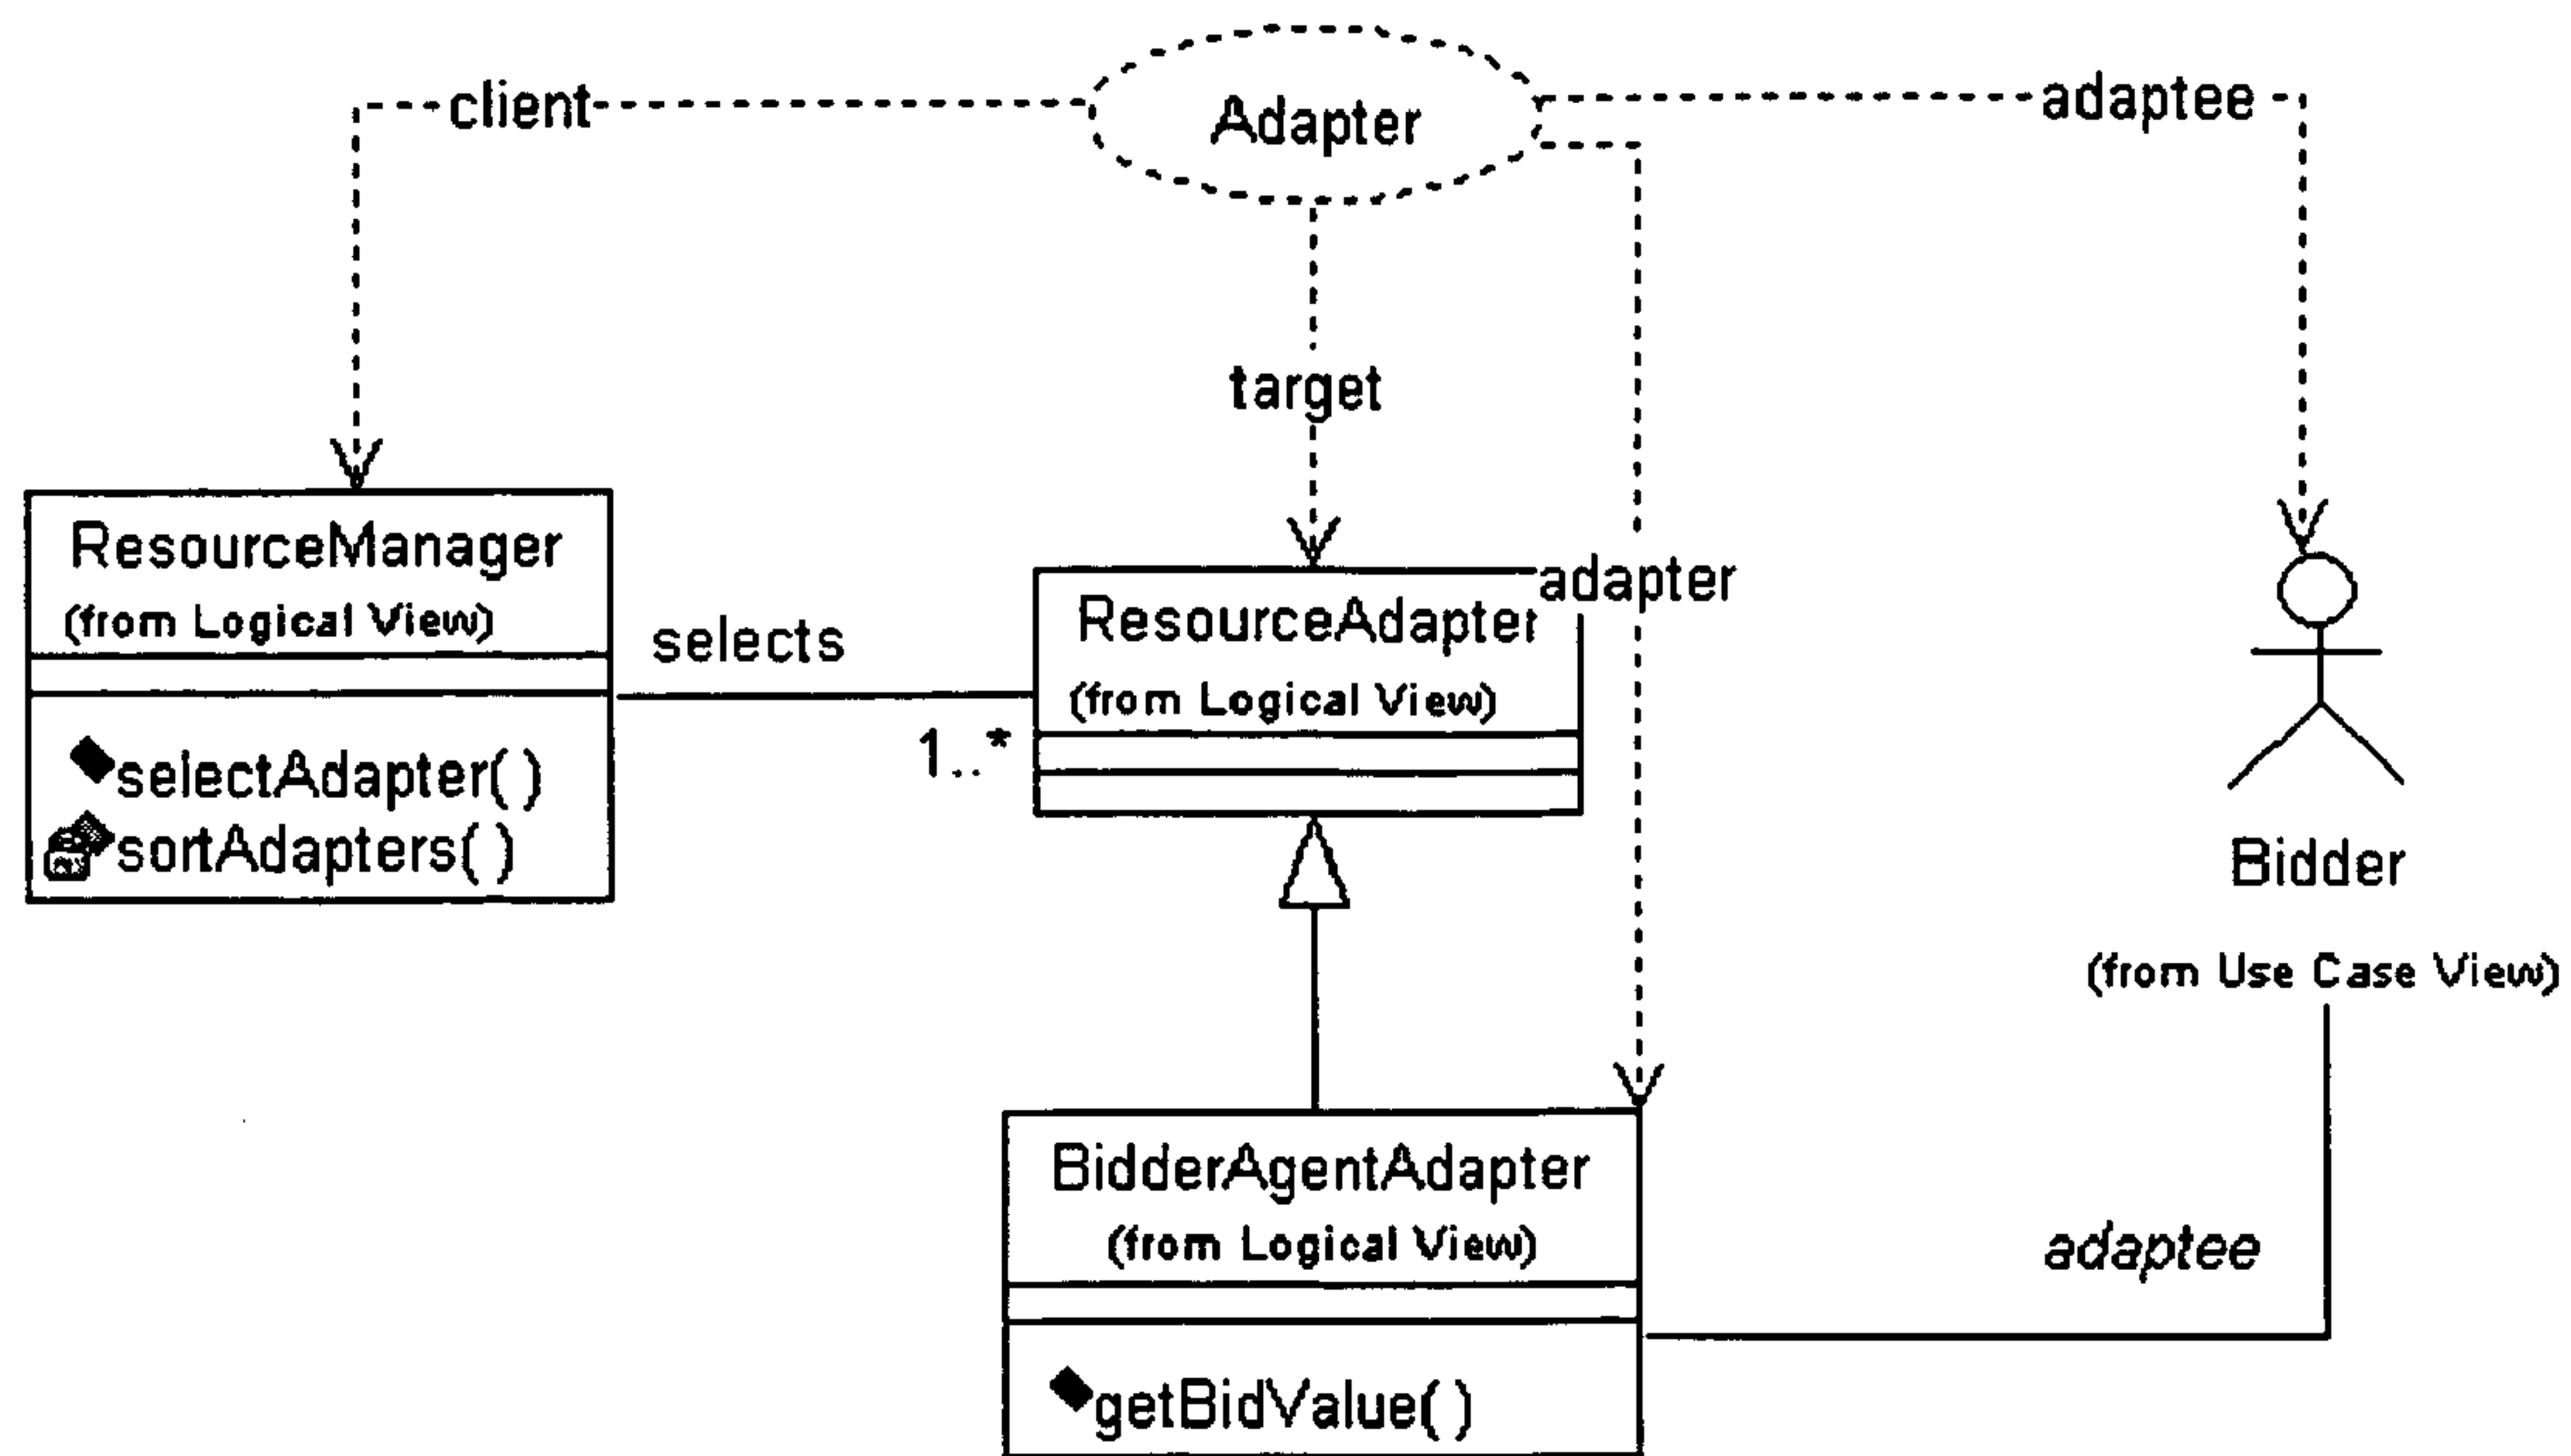 client
Adapter
adaptee
target
adapter
ResourceManager
(from Logical View)
selectAdapter( )
sortAdapters( )
selects
1..*
ResourceAdapter
(from Logical View)
Bidder
(from Use Case View)
BidderAgentAdapter
(from Logical View)
getBidValue( )
adaptee